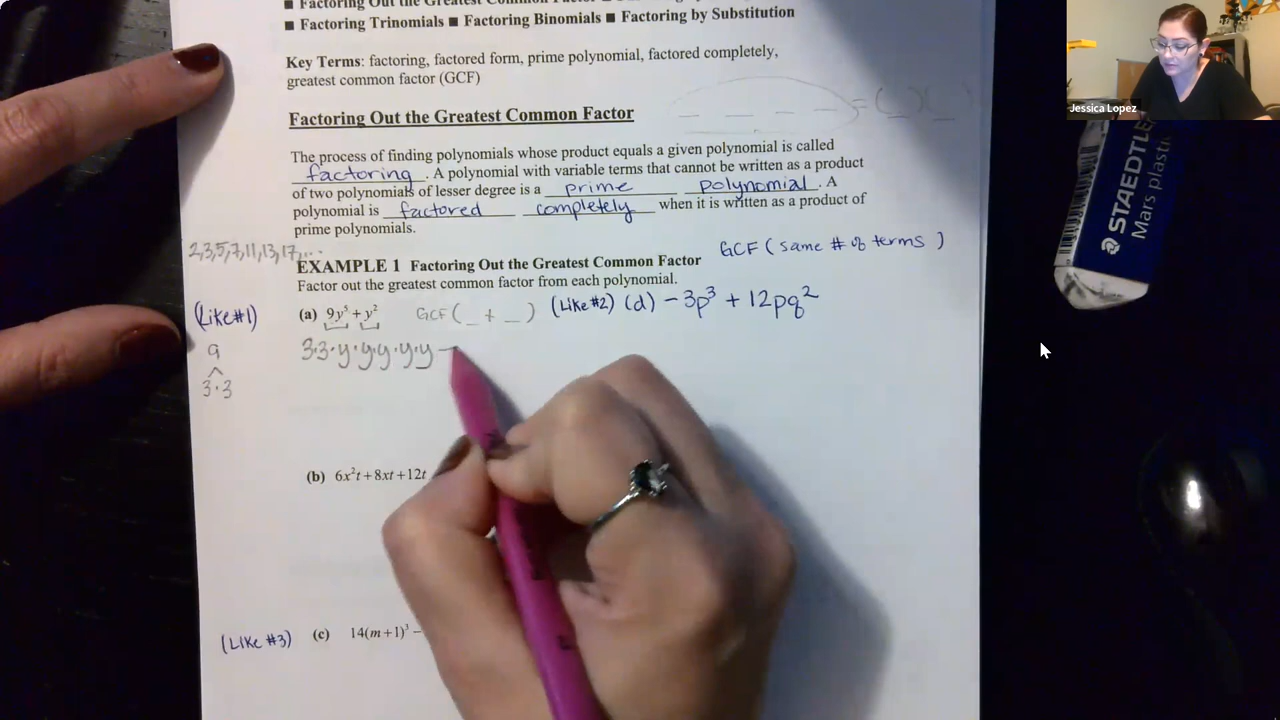 ■ Factoring Out the Greatest Common Factor ■
■ Factoring Trinomials ■ Factoring Binomials ■ Factoring by Substitution
Key Terms: factoring, factored form, prime polynomial, factored completely,
greatest common factor (GCF)
Factoring Out the Greatest Common Factor
_ _ _ _ = (_)(_)
The process of finding polynomials whose product equals a given polynomial is called
factoring. A polynomial with variable terms that cannot be written as a product
of two polynomials of lesser degree is a prime polynomial. A
polynomial is factored completely when it is written as a product of
prime polynomials.
2,3,5,7,11,13,17,...
GCF (same # of terms)
EXAMPLE 1 Factoring Out the Greatest Common Factor
Factor out the greatest common factor from each polynomial.
(Like #1) (a) 9y⁵ + y² GCF(_ + _) (Like #2) (d) -3p³ + 12pq²
9
3·3
3·3·y·y·y·y·y
(b) 6x²t + 8xt + 12t
(Like #3) (c) 14(m+1)³ –
Jessica Lopez
STAEDTLER
Mars plastic